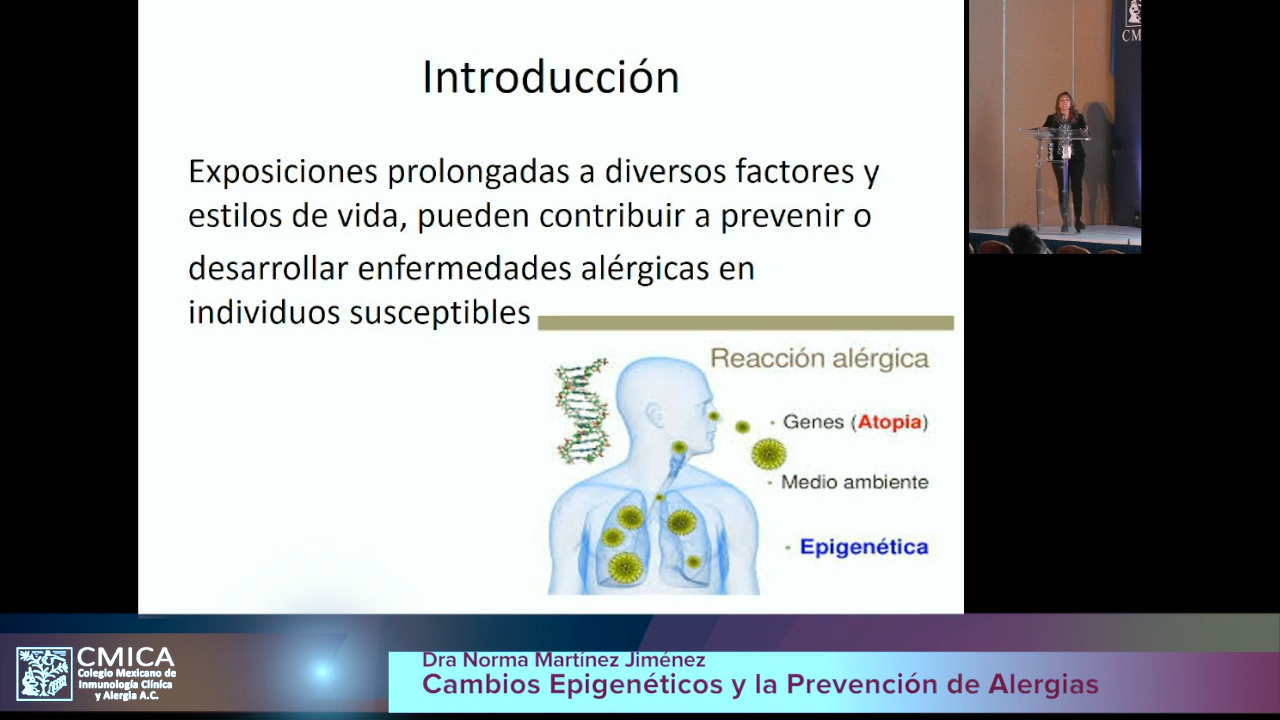 Introducción
Exposiciones prolongadas a diversos factores y
estilos de vida, pueden contribuir a prevenir o
desarrollar enfermedades alérgicas en
individuos susceptibles
Reacción alérgica
· Genes (Atopia)
· Medio ambiente
· Epigenética
CM
CMICA
Colegio Mexicano de
Inmunología Clínica
y Alergia A.C.
Dra Norma Martínez Jiménez
Cambios Epigenéticos y la Prevención de Alergias